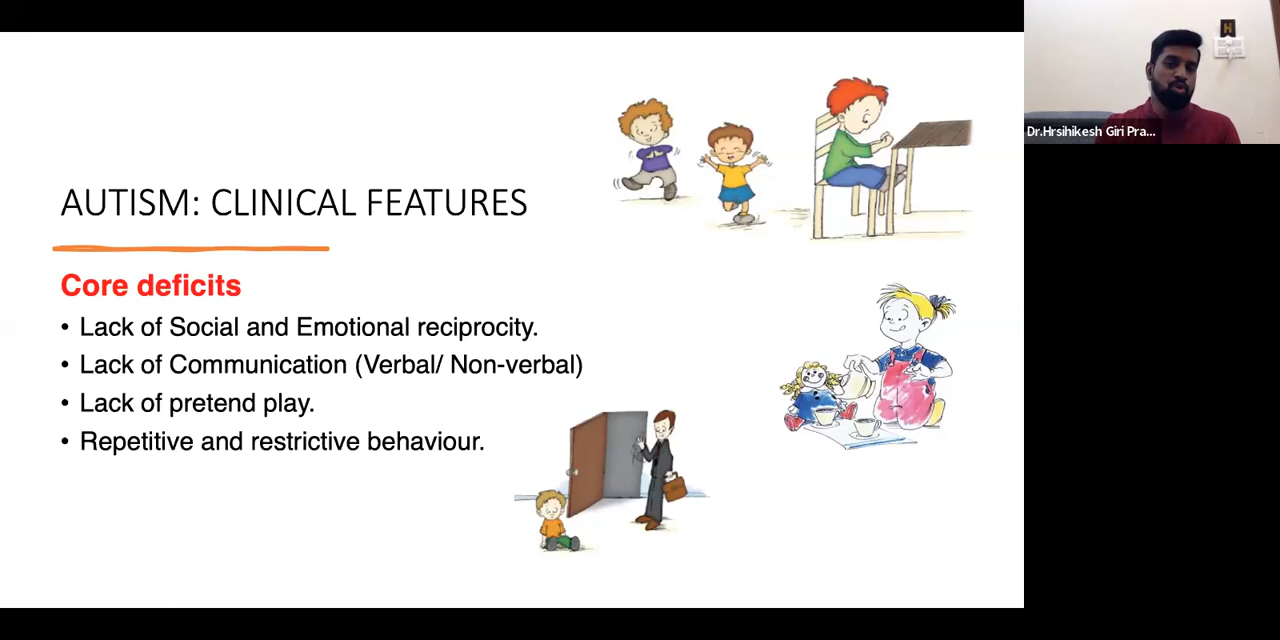 AUTISM: CLINICAL FEATURES
Core deficits
• Lack of Social and Emotional reciprocity.
• Lack of Communication (Verbal/ Non-verbal)
• Lack of pretend play.
• Repetitive and restrictive behaviour.
H
Dr.Hrsihikesh Giri Pra...